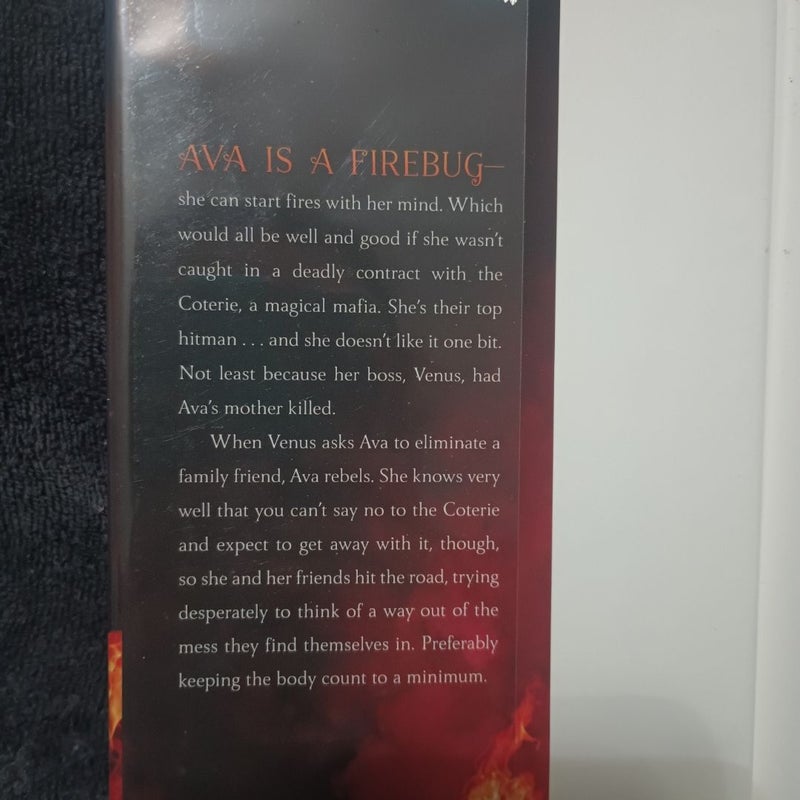 AVA IS A FIREBUG—
she can start fires with her mind. Which
would all be well and good if she wasn't
caught in a deadly contract with the
Coterie, a magical mafia. She's their top
hitman . . . and she doesn't like it one bit.
Not least because her boss, Venus, had
Ava's mother killed.
When Venus asks Ava to eliminate a
family friend, Ava rebels. She knows very
well that you can't say no to the Coterie
and expect to get away with it, though,
so she and her friends hit the road, trying
desperately to think of a way out of the
mess they find themselves in. Preferably
keeping the body count to a minimum.